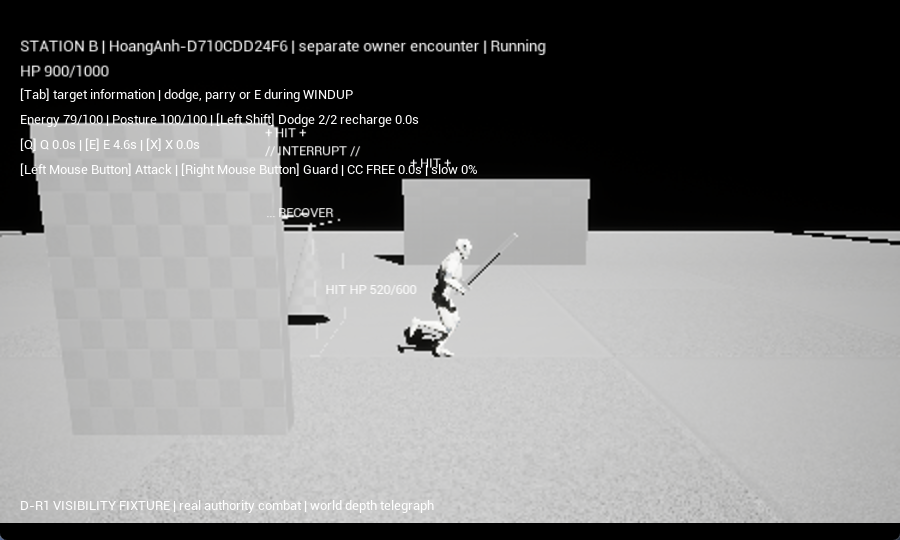 STATION B | HoangAnh-D710CDD24F6 | separate owner encounter | Running
HP 900/1000
[Tab] target information | dodge, parry or E during WINDUP
Energy 79/100 | Posture 100/100 | [Left Shift] Dodge 2/2 recharge 0.0s
+ HIT +
[Q] Q 0.0s | [E] E 4.6s | [X] X 0.0s
// INTERRUPT //
+ HIT +
[Left Mouse Button] Attack | [Right Mouse Button] Guard | CC FREE 0.0s | slow 0%
... RECOVER
HIT HP 520/600
D-R1 VISIBILITY FIXTURE | real authority combat | world depth telegraph